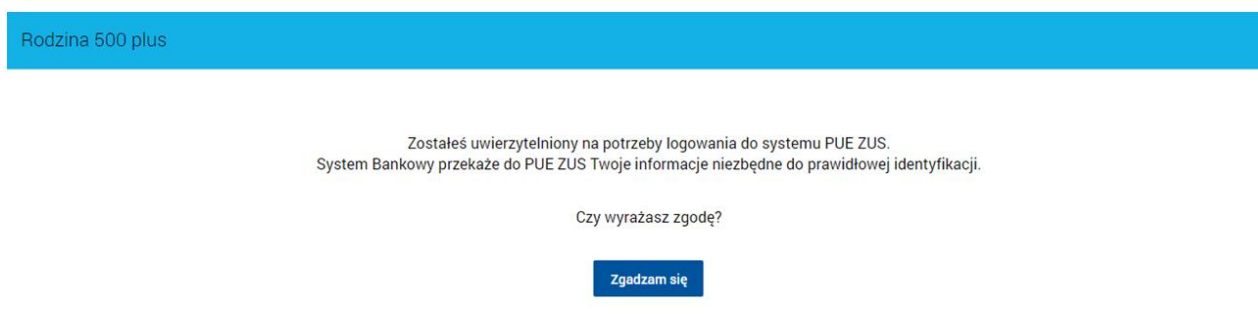 Rodzina 500 plus
Zostałeś uwierzytelniony na potrzeby logowania do systemu PUE ZUS.
System Bankowy przekaże do PUE ZUS Twoje informacje niezbędne do prawidłowej identyfikacji.
Czy wyrażasz zgodę?
Zgadzam się